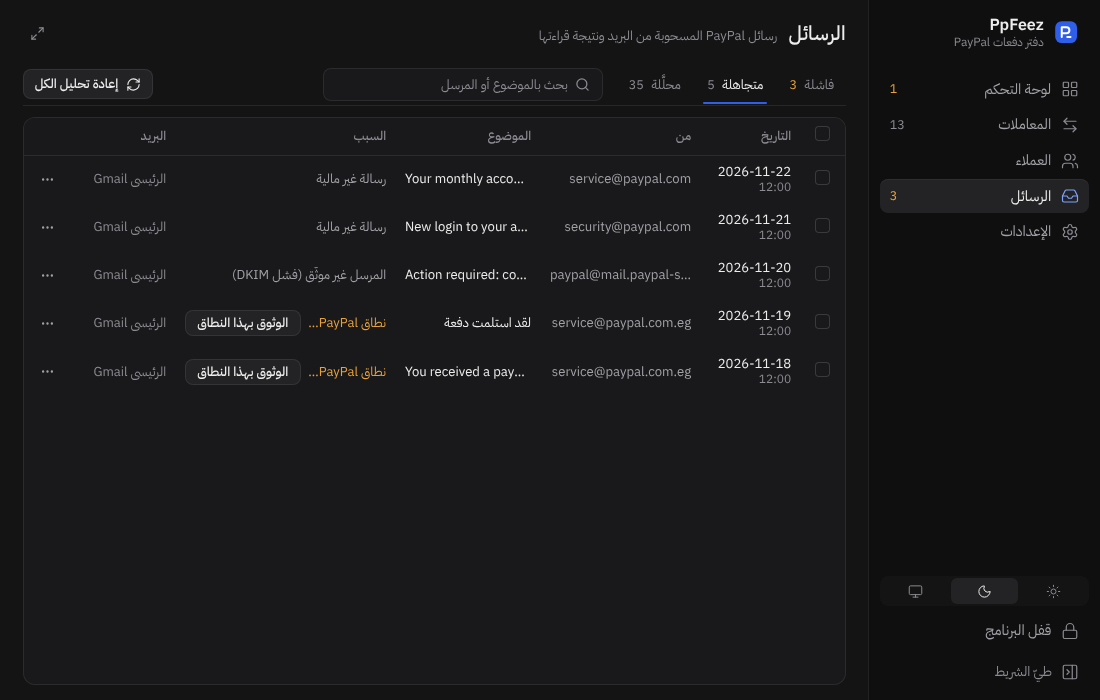 PpFeez
دفتر دفعات PayPal
لوحة التحكم 1
المعاملات 13
العملاء
الرسائل 3
الإعدادات
قفل البرنامج
طيّ الشريط
الرسائل رسائل PayPal المسحوبة من البريد ونتيجة قراءتها
فاشلة 3 متجاهلة 5 محلَّلة 35 بحث بالموضوع أو المرسل إعادة تحليل الكل
التاريخ من الموضوع السبب البريد
2026-11-22 service@paypal.com Your monthly acco... رسالة غير مالية الرئيسي Gmail
12:00
2026-11-21 security@paypal.com New login to your a... رسالة غير مالية الرئيسي Gmail
12:00
2026-11-20 paypal@mail.paypal-s... Action required: co... المرسل غير موثّق (فشل DKIM) الرئيسي Gmail
12:00
2026-11-19 service@paypal.com.eg لقد استلمت دفعة نطاق PayPal... الوثوق بهذا النطاق الرئيسي Gmail
12:00
2026-11-18 service@paypal.com.eg You received a pay... نطاق PayPal... الوثوق بهذا النطاق الرئيسي Gmail
12:00